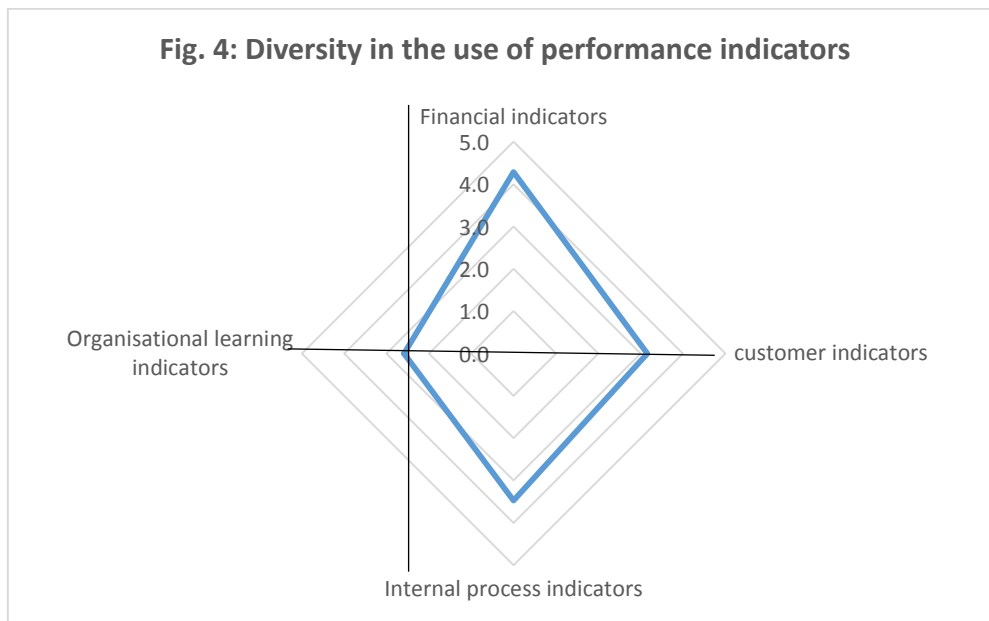 Fig. 4: Diversity in the use of performance indicators
Financial indicators
5.0
4.0
3.0
2.0
1.0
0.0
Organisational learning
indicators
customer indicators
Internal process indicators